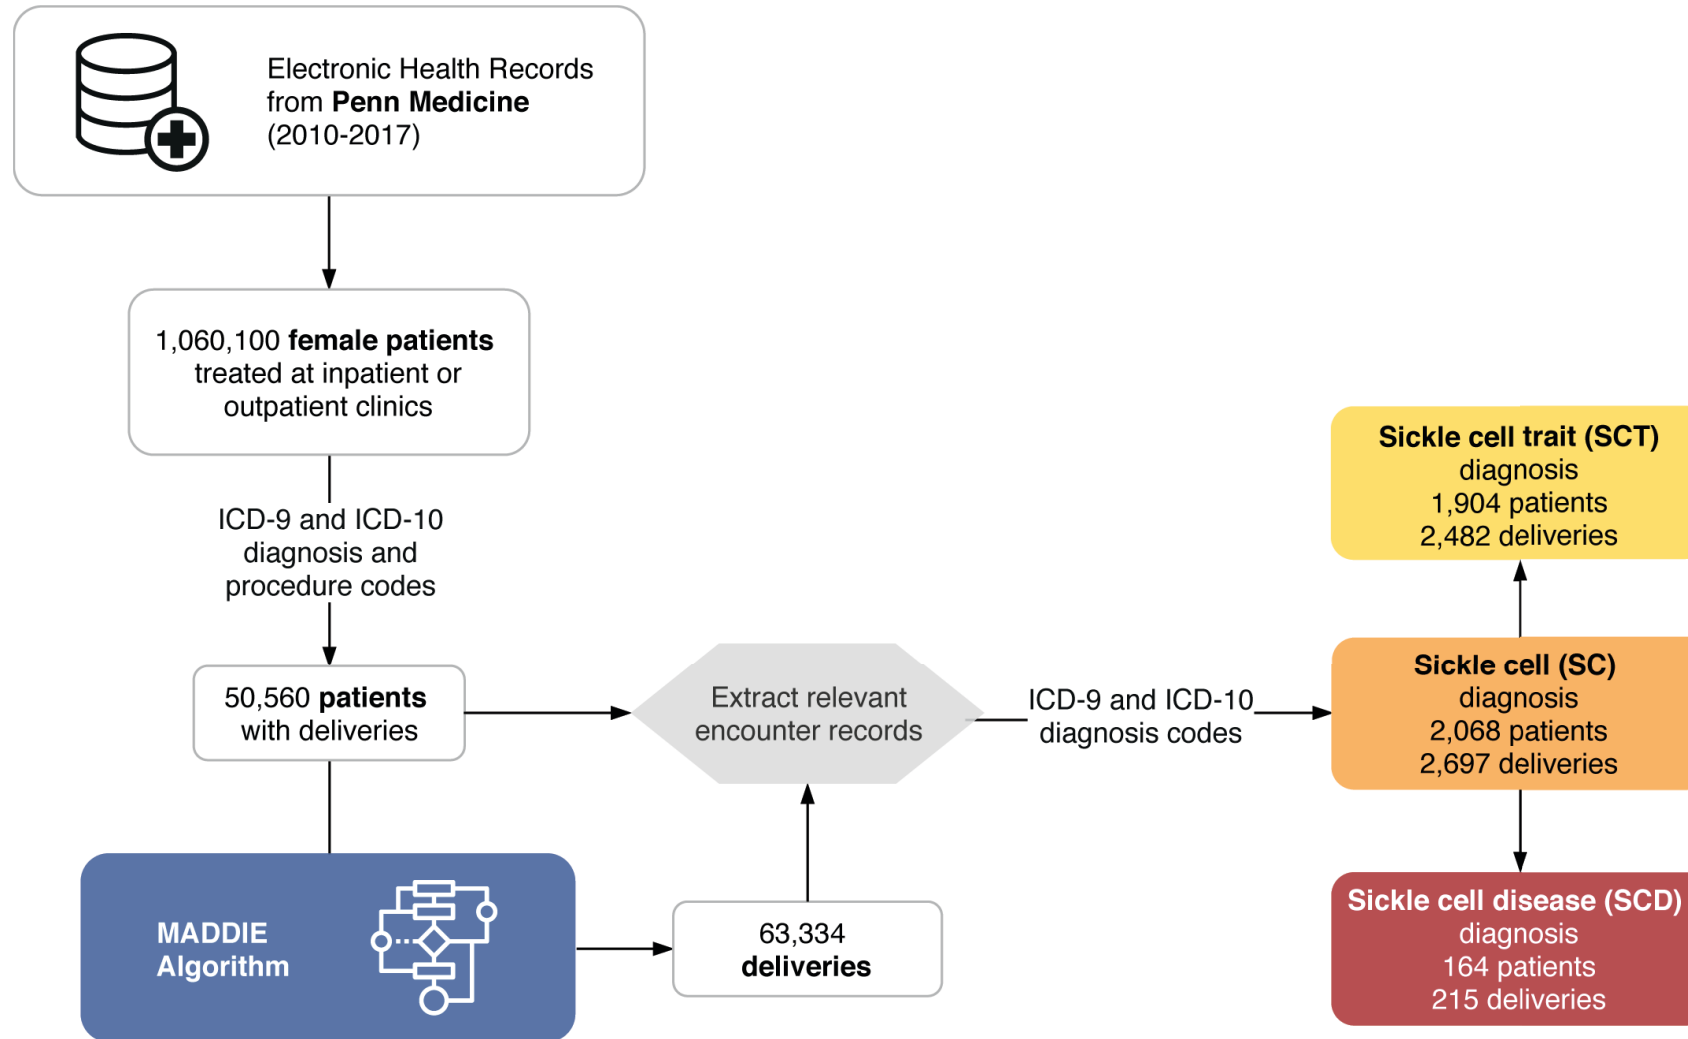 Electronic Health Records
from Penn Medicine
(2010-2017)
1,060,100 female patients
treated at inpatient or
outpatient clinics
ICD-9 and ICD-10
diagnosis and
procedure codes
50,560 patients
with deliveries
MADDIE
Algorithm
63,334
deliveries
Extract relevant
encounter records
ICD-9 and ICD-10
diagnosis codes
Sickle cell trait (SCT)
diagnosis
1,904 patients
2,482 deliveries
Sickle cell (SC)
diagnosis
2,068 patients
2,697 deliveries
Sickle cell disease (SCD)
diagnosis
164 patients
215 deliveries